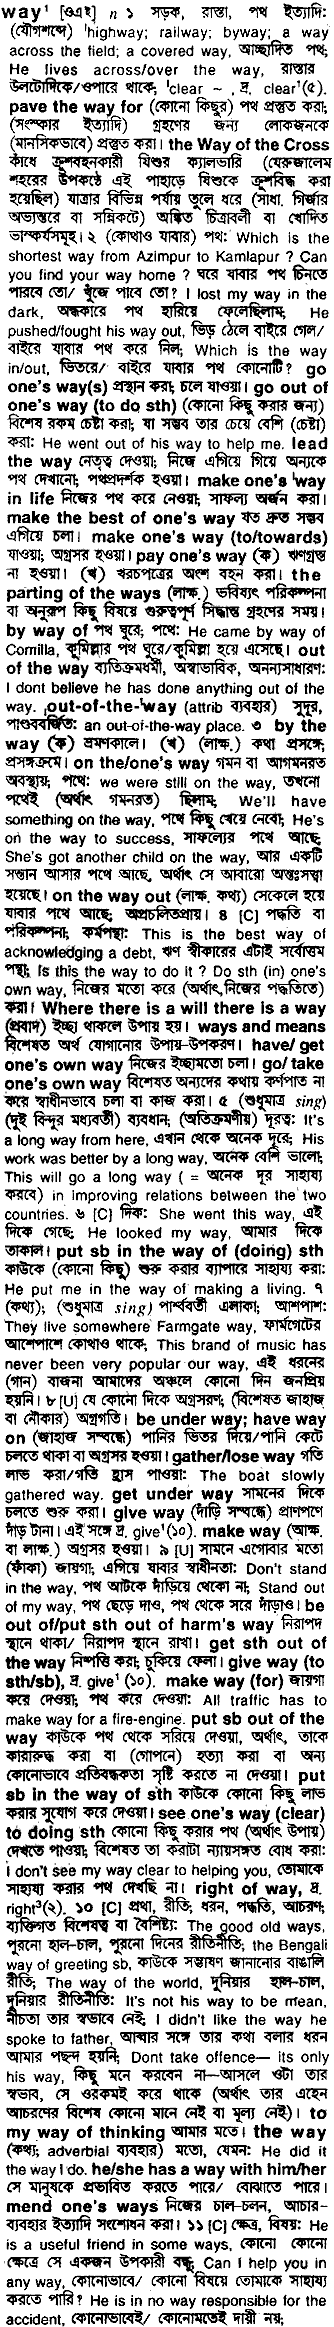 way¹ [ওএই] n ১ সড়ক, রাস্তা, পথ ইত্যাদি:
(যৌগশব্দে) 'highway; railway; byway; a way
across the field; a covered way, আচ্ছাদিত পথ;
He lives across/over the way, রাস্তার
উলটোদিকে/ওপারে থাকে; 'clear ~ , দ্র. clear¹(৫).
pave the way for (কোনো কিছুর) পথ প্রস্তুত করা;
(সংস্কার ইত্যাদি) গ্রহণের জন্য লোকজনকে
(মানসিকভাবে) প্রস্তুত করা। the Way of the Cross
কাঁধে ক্রুশবহনকারী যিশুর ক্যালভারি (যেরুজালেম
শহরের উপকণ্ঠে এই পাহাড়ে যিশুকে ক্রুশবিদ্ধ করা
হয়েছিল) যাত্রার বিভিন্ন পর্যায় তুলে ধরে (সাধা. গির্জার
অভ্যন্তরে বা সন্নিকটে) অঙ্কিত চিত্রাবলী বা খোদিত
ভাস্কর্যসমূহ। ২ (কোথাও যাবার) পথ: Which is the
shortest way from Azimpur to Kamlapur ? Can
you find your way home ? ঘরে যাবার পথ চিনতে
পারবে তো/ খুঁজে পাবে তো? I lost my way in the
dark, অন্ধকারে পথ হারিয়ে ফেলেছিলাম; He
pushed/fought his way out, ভিড় ঠেলে বাইরে গেল/
বাইরে যাবার পথ করে নিল; Which is the way
in/out, ভিতরে/ বাইরে যাবার পথ কোনোটি? go
one's way(s) প্রস্থান করা; চলে যাওয়া। go out of
one's way (to do sth) (কোনো কিছু করার জন্য)
বিশেষ রকম চেষ্টা করা; যা সম্ভব তার চেয়ে বেশি (চেষ্টা)
করা: He went out of his way to help me. lead
the way নেতৃত্ব দেওয়া; নিজে এগিয়ে গিয়ে অন্যকে
পথ দেখানো; পথপ্রদর্শক হওয়া। make one's 'way
in life নিজের পথ করে নেওয়া; সাফল্য অর্জন করা।
make the best of one's way যত দ্রুত সম্ভব
এগিয়ে চলা। make one's way (to/towards)
যাওয়া; অগ্রসর হওয়া। pay one's way (ক) ঋণগ্রস্ত
না হওয়া। (খ) খরচপত্রের অংশ বহন করা। the
parting of the ways (লাক্ষ.) ভবিষ্যৎ পরিকল্পনা
বা অনুরূপ কিছু বিষয়ে গুরুত্বপূর্ণ সিদ্ধান্ত গ্রহণের সময়।
by way of পথ ঘুরে; পথে: He came by way of
Comilla, কুমিল্লার পথ ঘুরে/কুমিল্লা হয়ে এসেছে। out
of the way ব্যতিক্রমধর্মী, অস্বাভাবিক, অনন্যসাধারণ:
I dont believe he has done anything out of the
way. out-of-the-'way (attrib ব্যবহার) সুদূর,
পাণ্ডববর্জিত: an out-of-the-way place. ৩ by the
way (ক) ভ্রমণকালে। (খ) (লাক্ষ.) কথা প্রসঙ্গে;
প্রসঙ্গক্রমে। on the/one's way গমন বা আগমনরত
অবস্থায়, পথে: we were still on the way, তখনো
পথেই (অর্থাৎ গমনরত) ছিলাম; We'll have
something on the way, পথে কিছু খেয়ে নেবো; He's
on the way to success, সাফল্যের পথে আছে;
She's got another child on the way, আর একটি
সন্তান আসার পথে আছে, অর্থাৎ সে আবারো অন্তঃসত্ত্বা
হয়েছে। on the way out (লাক্ষ. কথ্য) সেকেলে হয়ে
যাবার পথে আছে; অপ্রচলিতপ্রায়। ৪ [C] পদ্ধতি বা
পরিকল্পনা; কর্মপন্থা: This is the best way of
acknowledging a debt, ঋণ স্বীকারের এটাই সর্বোত্তম
পন্থা; Is this the way to do it ? Do sth (in) one's
own way, নিজের মতো করে (অর্থাৎ নিজের পদ্ধতিতে)
করা। Where there is a will there is a way
(প্রবাদ) ইচ্ছা থাকলে উপায় হয়। ways and means
বিশেষত অর্থ যোগানোর উপায়-উপকরণ। have/ get
one's own way নিজের ইচ্ছামতো চলা। go/ take
one's own way বিশেষত অন্যদের কথায় কর্ণপাত না
করে স্বাধীনভাবে চলা বা কাজ করা। ৫ (শুধুমাত্র sing)
(দুই বিন্দুর মধ্যবর্তী) ব্যবধান; (অতিক্রমণীয়) দূরত্ব: It's
a long way from here, এখান থেকে অনেক দূরে; His
work was better by a long way, অনেক বেশি ভালো;
This will go a long way ( = অনেক দূর সাহায্য
করবে) in improving relations between the two
countries. ৬ [C] দিক: She went this way, এই
দিকে গেছে; He looked my way, আমার দিকে
তাকাল। put sb in the way of (doing) sth
কাউকে (কোনো কিছু) শুরু করার ব্যাপারে সাহায্য করা:
He put me in the way of making a living. ৭
(কথ্য); (শুধুমাত্র sing) পার্শ্ববর্তী এলাকা; আশপাশ:
They live somewhere Farmgate way, ফার্মগেটের
আশেপাশে কোথাও থাকে; This brand of music has
never been very popular our way, এই ধরনের
(গান) বাজনা আমাদের অঞ্চলে কোনো দিন জনপ্রিয়
হয়নি। ৮ [U] যে কোনো দিকে অগ্রসরণ; (বিশেষত জাহাজ
বা নৌকার) অগ্রগতি। be under way; have way
on (জাহাজ সম্বন্ধে) পানির ভিতর দিয়ে/পানি কেটে
চলতে থাকা বা অগ্রসর হওয়া। gather/lose way গতি
লাভ করা/গতি হ্রাস পাওয়া: The boat slowly
gathered way. get under way সামনের দিকে
চলতে শুরু করা। give way (দাঁড়ি সম্বন্ধে) প্রাণপণে
দাঁড় টানা। এই সঙ্গে দ্র. give¹(১০). make way (আক্ষ.
বা লাক্ষ.) অগ্রসর হওয়া। ৯ [U] সামনে এগোবার মতো
(ফাঁকা) জায়গা; এগিয়ে যাবার স্বাধীনতা: Don't stand
in the way, পথ আটকে দাঁড়িয়ে থেকো না; Stand out
of my way, পথ ছেড়ে দাও, পথ থেকে সরে দাঁড়াও। be
out of/put sth out of harm's way নিরাপদ
স্থানে থাকা/ নিরাপদ স্থানে রাখা। get sth out of
the way নিষ্পত্তি করা; চুকিয়ে ফেলা। give way (to
sth/sb), দ্র. give¹ (১০). make way (for) জায়গা
করে দেওয়া; পথ করে দেওয়া: All traffic has to
make way for a fire-engine. put sb out of the
way কাউকে পথ থেকে সরিয়ে দেওয়া, অর্থাৎ, তাকে
কারারুদ্ধ করা বা (গোপনে) হত্যা করা বা অন্য
কোনোভাবে প্রতিবন্ধকতা সৃষ্টি করতে না দেওয়া। put
sb in the way of sth কাউকে কোনো কিছু লাভ
করার সুযোগ করে দেওয়া। see one's way (clear)
to doing sth কোনো কিছু করার পথ (অর্থাৎ উপায়)
দেখতে পাওয়া; বিশেষত তা করাটা ন্যায়সঙ্গত বোধ করা:
I don't see my way clear to helping you, তোমাকে
সাহায্য করার পথ দেখছি না। right of way, দ্র.
right³(২). ১০ [C] প্রথা, রীতি; ধরন, পদ্ধতি, আচরণ;
ব্যক্তিগত বিশেষত্ব বা বৈশিষ্ট্য: The good old ways,
পুরনো হাল-চাল, পুরনো দিনের রীতিনীতি; the Bengali
way of greeting sb, কাউকে সম্ভাষণ জানানোর বাঙালি
রীতি; The way of the world, দুনিয়ার হাল-চাল,
দুনিয়ার রীতিনীতি: It's not his way to be mean,
নীচতা তার স্বভাবে নেই; I didn't like the way he
spoke to father, আব্বার সঙ্গে তার কথা বলার ধরন
আমার পছন্দ হয়নি; Dont take offence— its only
his way, কিছু মনে করবেন না—আসলে ওটা তার
স্বভাব, সে ওরকমই করে থাকে (অর্থাৎ তার এহেন
আচরণের বিশেষ কোনো মানে নেই বা মূল্য নেই)। to
my way of thinking আমার মতে। the way
(কথ্য; adverbial ব্যবহার) মতো, যেমন: He did it
the way I do. he/she has a way with him/her
সে মানুষকে প্রভাবিত করতে পারে/ বোঝাতে পারে।
mend one's ways নিজের চাল-চলন, আচার-
ব্যবহার ইত্যাদি সংশোধন করা। ১১ [C] ক্ষেত্র, বিষয়: He
is a useful friend in some ways, কোনো কোনো
ক্ষেত্রে সে একজন উপকারী বন্ধু; Can I help you in
any way, কোনোভাবে/ কোনো বিষয়ে তোমাকে সাহায্য
করতে পারি? He is in no way responsible for the
accident, কোনোভাবেই/ কোনোমতেই দায়ী নয়;